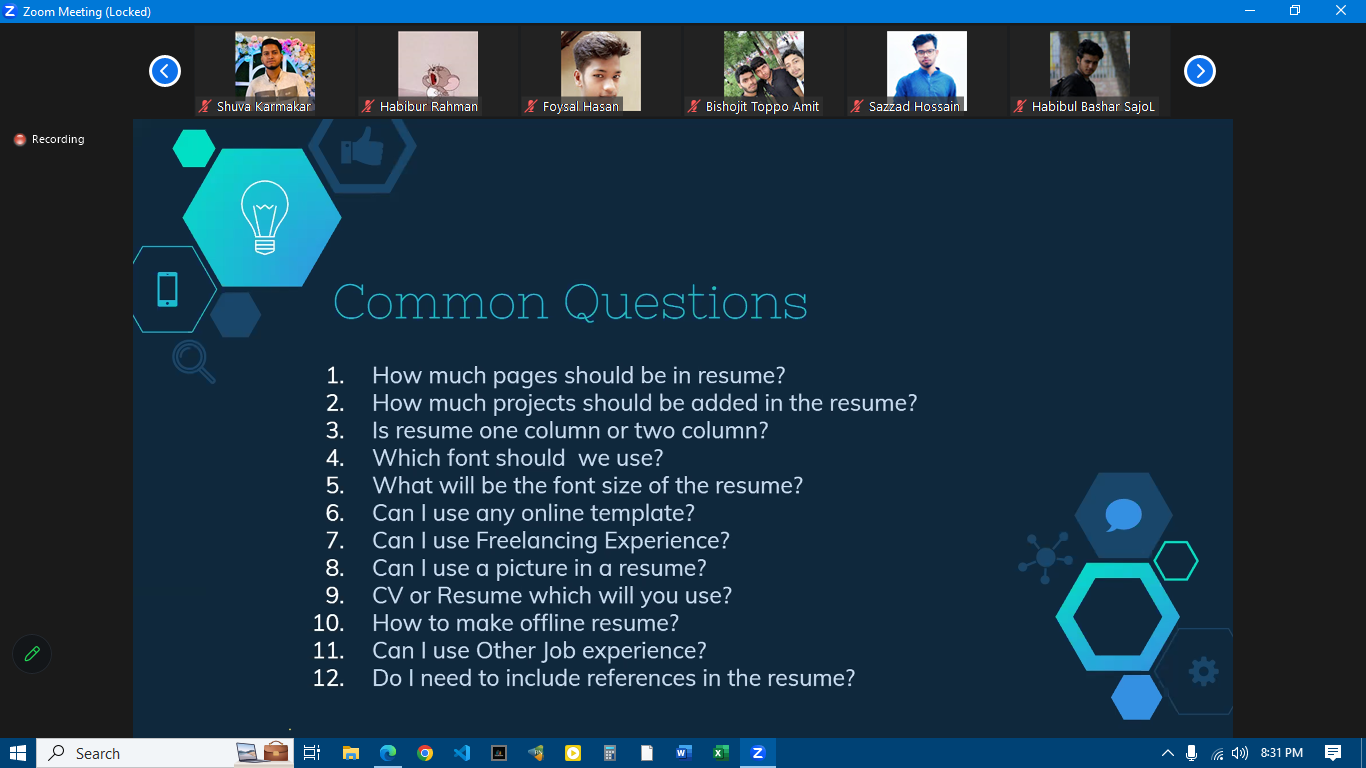 Zoom Meeting (Locked)
Shuva Karmakar
Habibur Rahman
Foysal Hasan
Bishojit Toppo Amit
Sazzad Hossain
Habibul Bashar SajoL
Recording
Common Questions
1. How much pages should be in resume?
2. How much projects should be added in the resume?
3. Is resume one column or two column?
4. Which font should  we use?
5. What will be the font size of the resume?
6. Can I use any online template?
7. Can I use Freelancing Experience?
8. Can I use a picture in a resume?
9. CV or Resume which will you use?
10. How to make offline resume?
11. Can I use Other Job experience?
12. Do I need to include references in the resume?
Search
8:31 PM